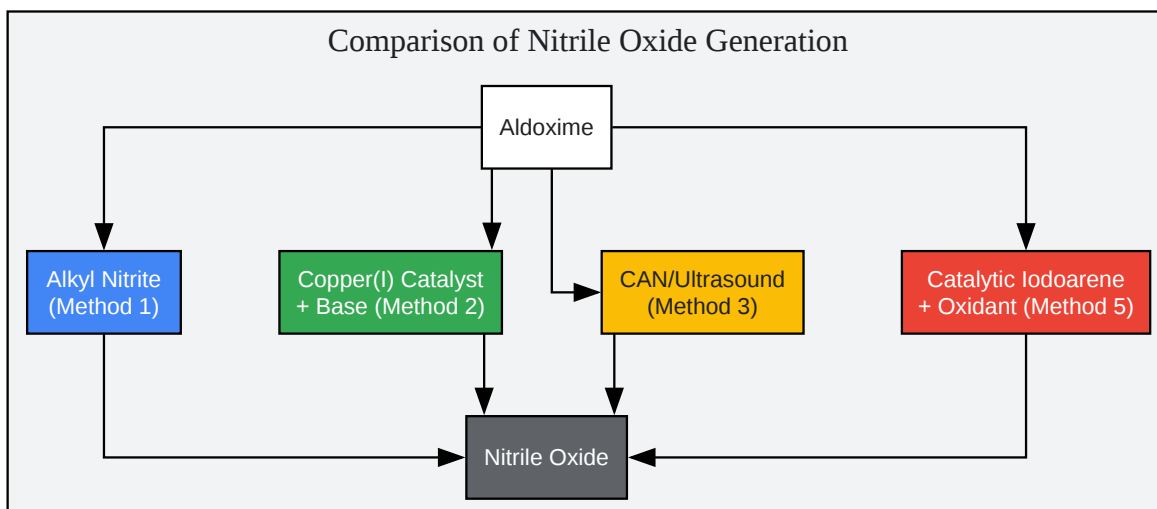 Comparison of Nitrile Oxide Generation
Aldoxime
Alkyl Nitrite
(Method 1)
Copper(I) Catalyst
+ Base (Method 2)
CAN/Ultrasound
(Method 3)
Catalytic Iodoarene
+ Oxidant (Method 5)
Nitrile Oxide